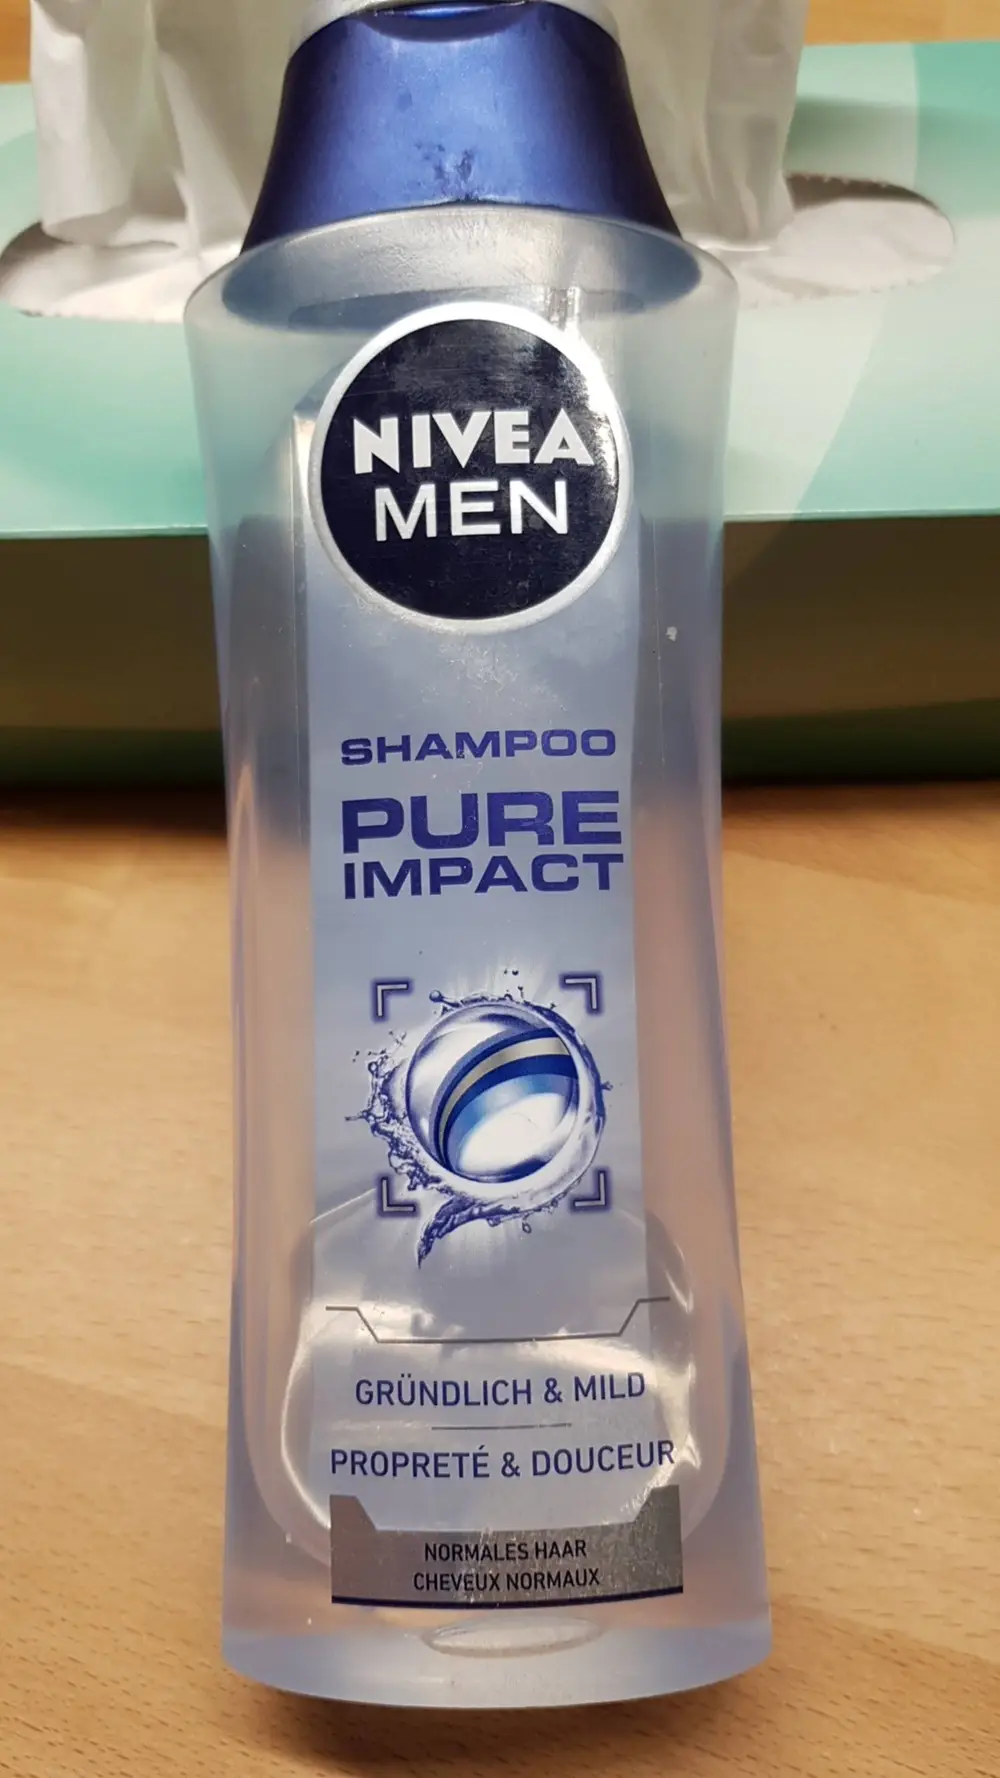 NIVEA
MEN
SHAMPOO
PURE
IMPACT
GRÜNDLICH & MILD
PROPRETÉ & DOUCEUR
NORMALES HAAR
CHEVEUX NORMAUX